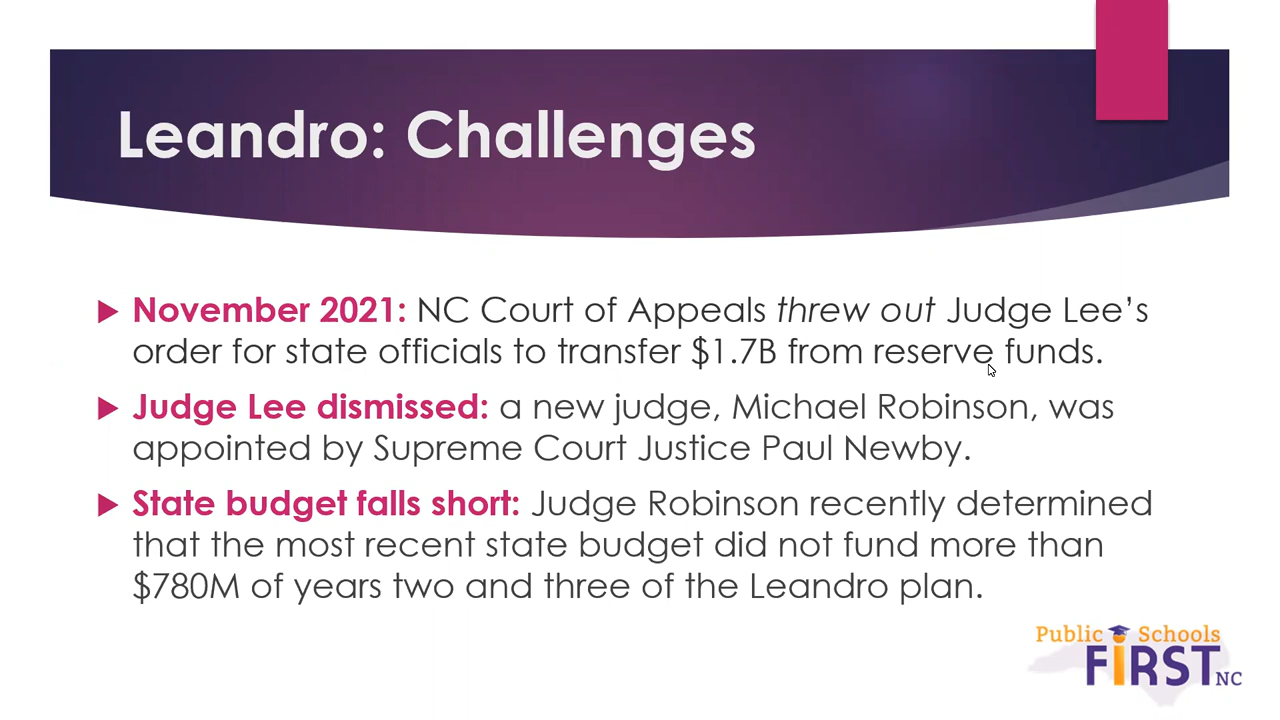 Leandro: Challenges
November 2021: NC Court of Appeals threw out Judge Lee’s
order for state officials to transfer $1.7B from reserve funds.
Judge Lee dismissed: a new judge, Michael Robinson, was
appointed by Supreme Court Justice Paul Newby.
State budget falls short: Judge Robinson recently determined
that the most recent state budget did not fund more than
$780M of years two and three of the Leandro plan.
Public Schools
FiRST NC